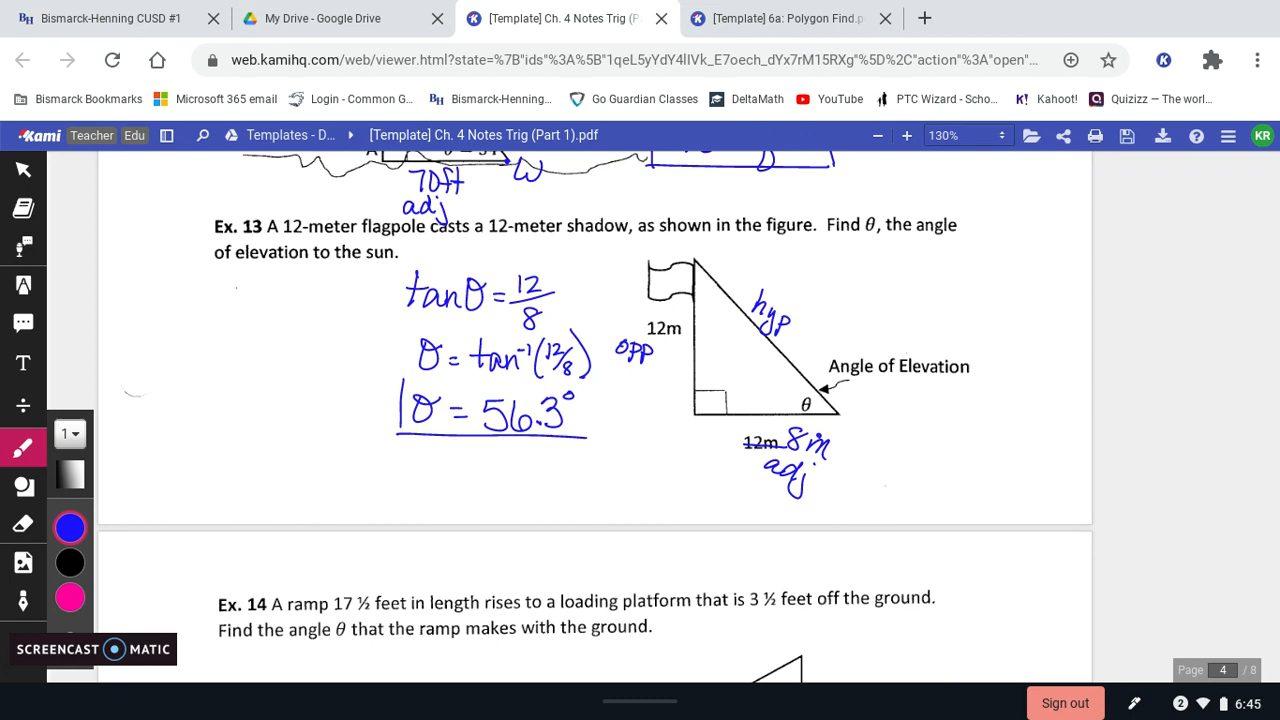 Bismarck-Henning CUSD #1
My Drive - Google Drive
[Template] Ch. 4 Notes Trig (P
[Template] 6a: Polygon Find.p
web.kamihq.com/web/viewer.html?state=%7B"ids"%3A%5B"1qeL5yYdY4lIVk_E7oech_dYx7rM15RXg"%5D%2C"action"%3A"open"...
Bismarck Bookmarks
Microsoft 365 email
Login - Common G...
BH Bismarck-Henning...
Go Guardian Classes
DeltaMath
YouTube
PTC Wizard - Scho...
K! Kahoot!
Quizizz — The worl...
Kami Teacher Edu
Templates - D...
[Template] Ch. 4 Notes Trig (Part 1).pdf
130%
KR
70ft
W
adj
Ex. 13 A 12-meter flagpole casts a 12-meter shadow, as shown in the figure. Find θ, the angle
of elevation to the sun.
tanθ = 12/8
θ = tan⁻¹(12/8)
θ = 56.3°
12m
opp
hyp
Angle of Elevation
θ
12m 8m
adj
Ex. 14 A ramp 17 ½ feet in length rises to a loading platform that is 3 ½ feet off the ground.
Find the angle θ that the ramp makes with the ground.
1
SCREENCAST MATIC
Page 4 / 8
Sign out
2
6:45